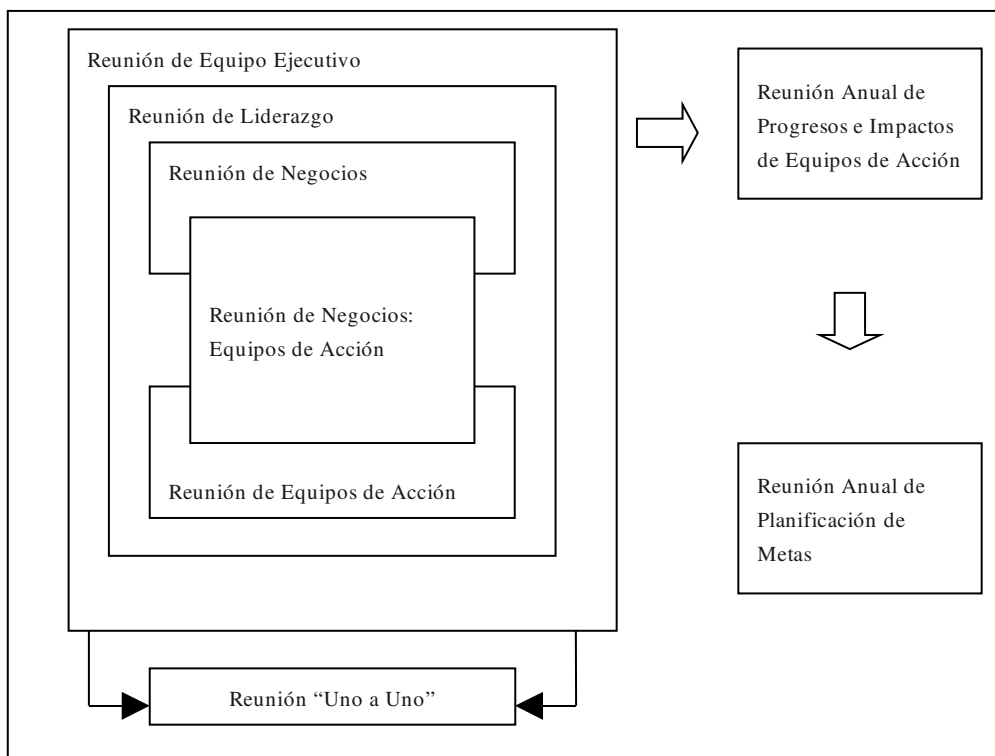 Reunión de Equipo Ejecutivo
Reunión de Liderazgo
Reunión de Negocios
Reunión de Negocios:
Equipos de Acción
Reunión de Equipos de Acción
Reunión “Uno a Uno”
Reunión Anual de
Progresos e Impactos
de Equipos de Acción
Reunión Anual de
Planificación de
Metas